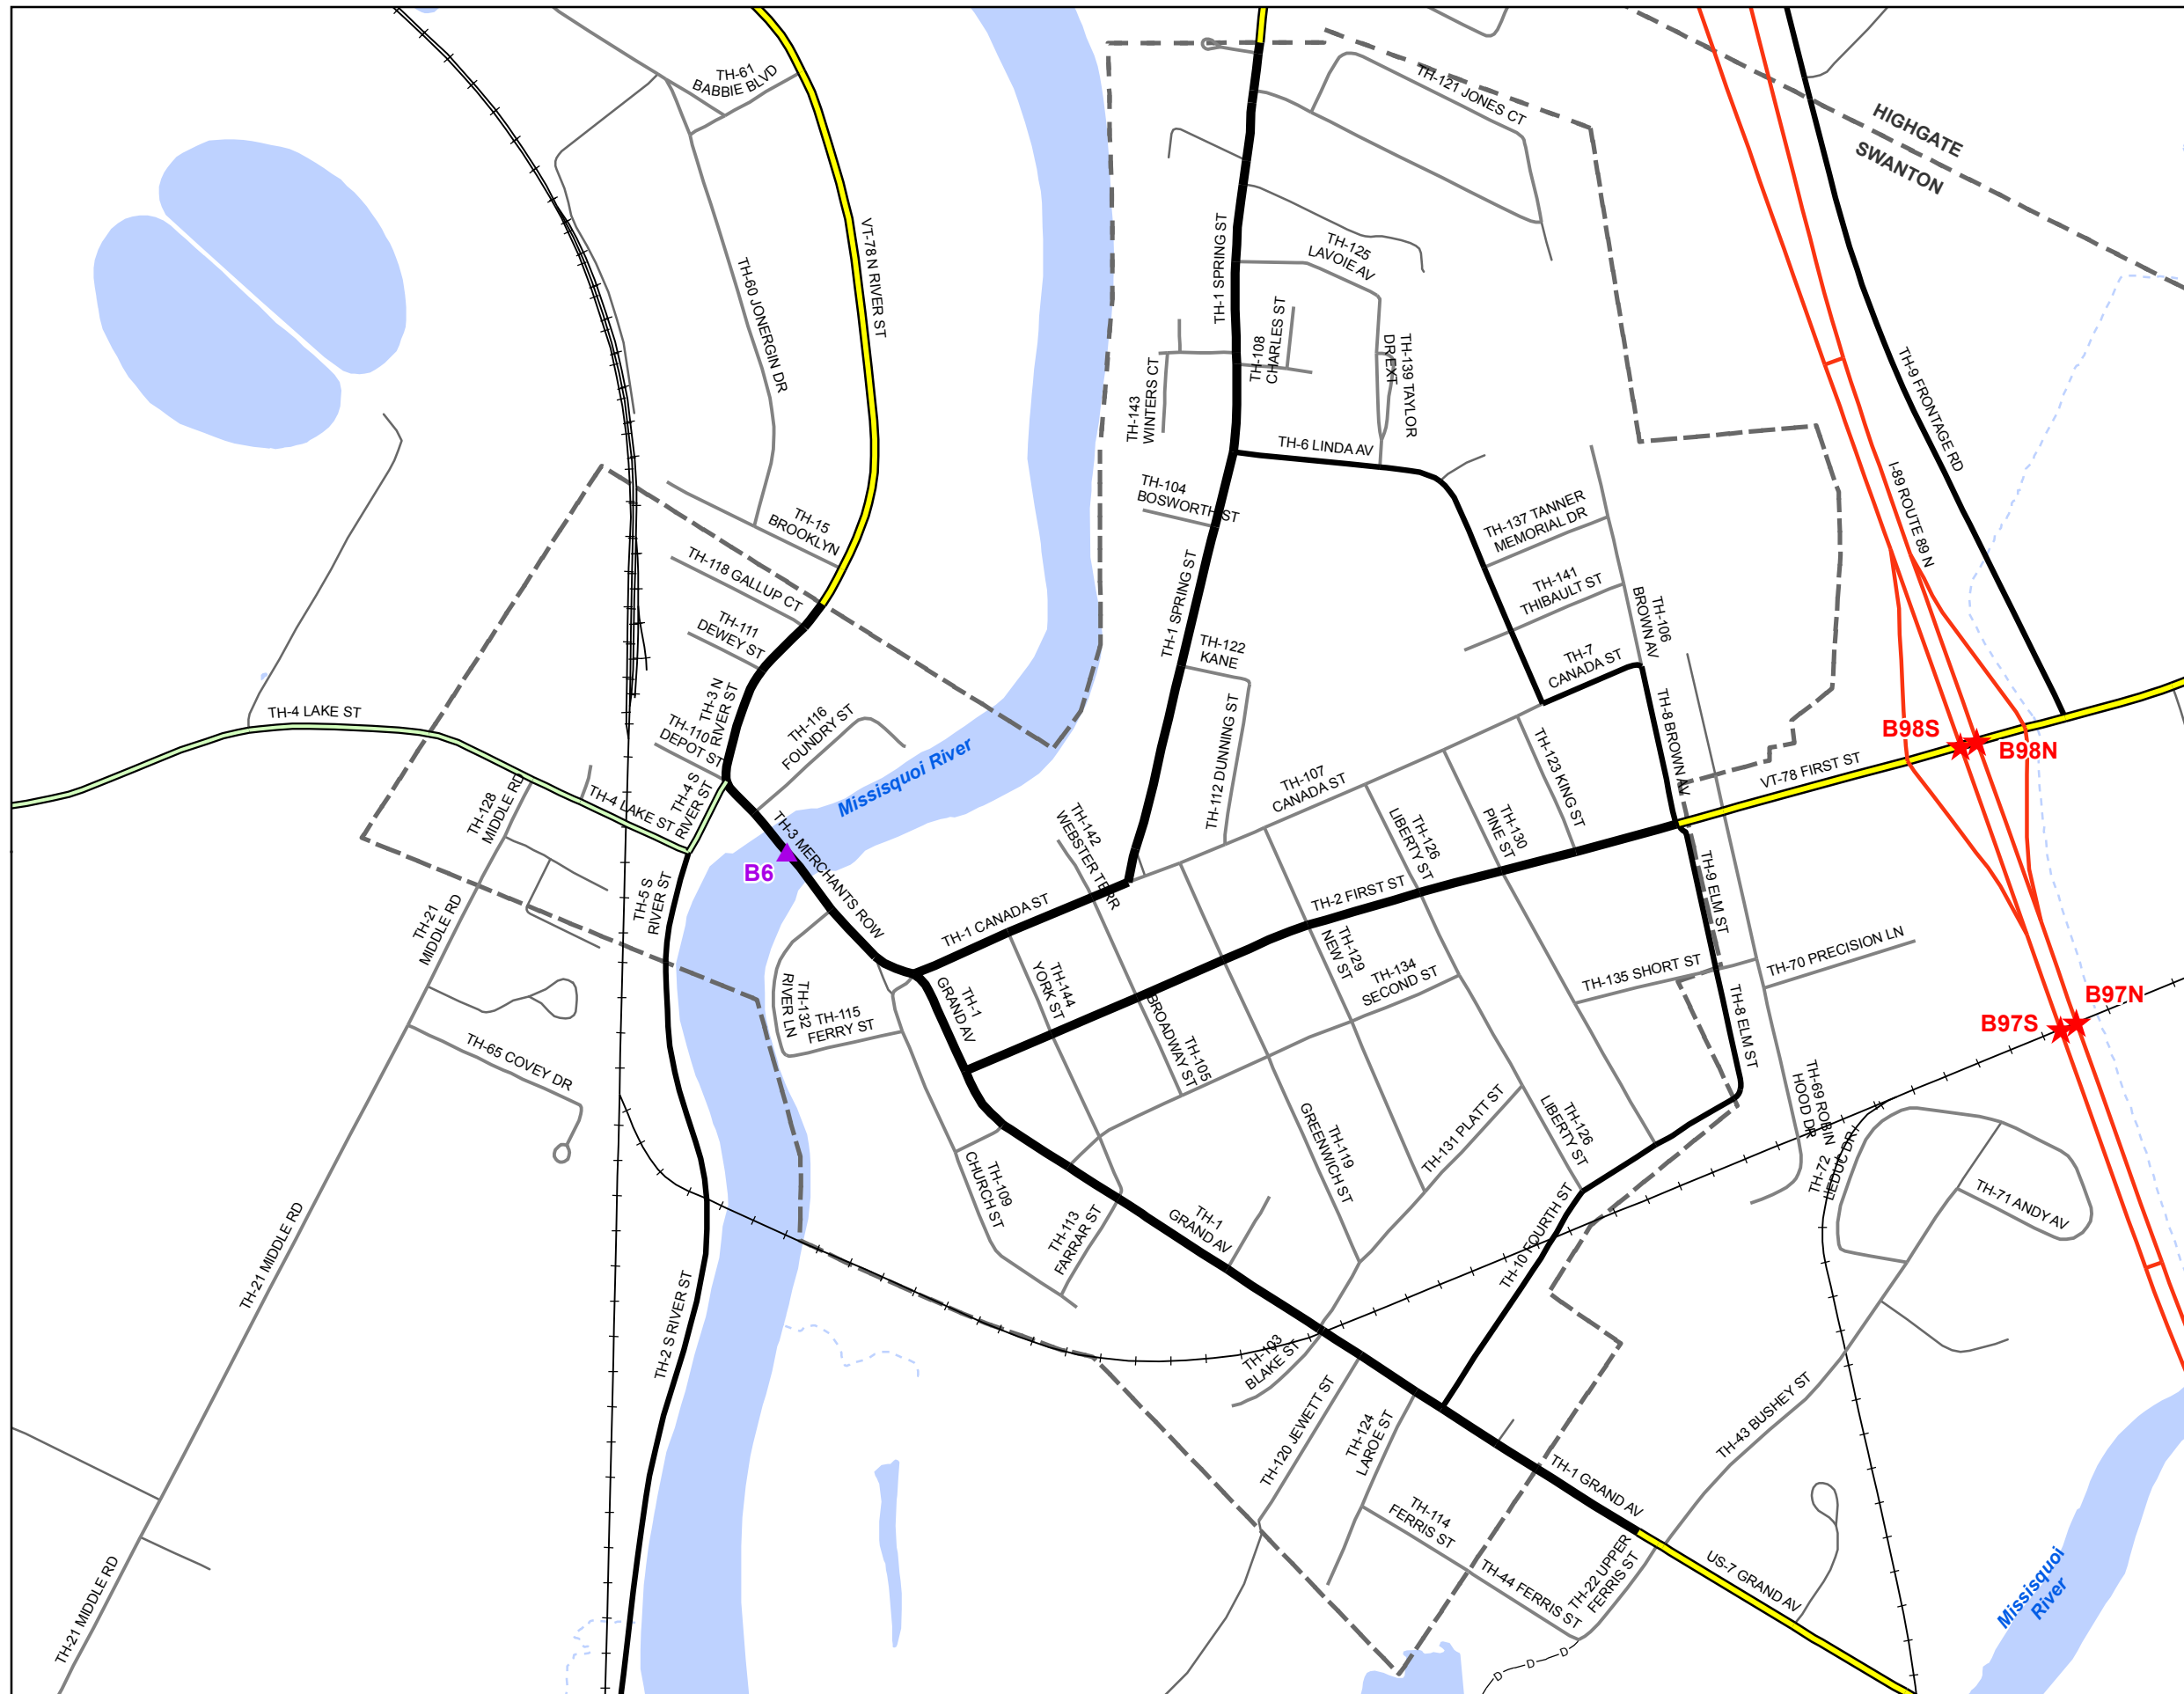 TH-61
BABBIE BLVD
TH-121 JONES CT
HIGHGATE
SWANTON
VT-78 N RIVER ST
TH-60 JONERGIN DR
TH-1 SPRING ST
TH-125
LAVOIE AV
TH-108
CHARLES ST
TH-139 TAYLOR
DR EXT
TH-143
WINTERS CT
TH-9 FRONTAGE RD
TH-6 LINDA AV
I-89 ROUTE 89 N
TH-104
BOSWORTH ST
TH-15
BROOKLYN
TH-137 TANNER
MEMORIAL DR
TH-118 GALLUP CT
TH-141
THIBAULT ST
TH-1 SPRING ST
TH-106
BROWN AV
TH-111
DEWEY ST
TH-122
KANE
TH-7
CANADA ST
TH-3 N
RIVER ST
TH-4 LAKE ST
TH-110
DEPOT ST
TH-116
FOUNDRY ST
TH-112 DUNNING ST
TH-8 BROWN AV
TH-123 KING ST
B98S
B98N
Missisquoi River
VT-78 FIRST ST
TH-107
CANADA ST
TH-4 S
RIVER ST
TH-4 LAKE ST
TH-128
MIDDLE RD
TH-142
WEBSTER TERR
TH-126
LIBERTY ST
TH-130
PINE ST
TH-3 MERCHANTS ROW
B6
TH-5 S
RIVER ST
TH-21
MIDDLE RD
TH-1 CANADA ST
TH-2 FIRST ST
TH-9 ELM ST
TH-129
NEW ST
TH-134
SECOND ST
TH-135 SHORT ST
TH-70 PRECISION LN
TH-144
YORK ST
TH-132
RIVER LN
TH-115
FERRY ST
TH-1
GRAND AV
TH-105
BROADWAY ST
TH-8 ELM ST
B97N
B97S
TH-65 COVEY DR
TH-69 ROBIN
HOOD DR
TH-119
GREENWICH ST
TH-131 PLATT ST
TH-126
LIBERTY ST
TH-72
LEDUC DR
TH-109
CHURCH ST
TH-71 ANDY AV
TH-113
FARRAR ST
TH-1
GRAND AV
TH-10 FOURTH ST
TH-21 MIDDLE RD
TH-2 S RIVER ST
TH-103
BLAKE ST
TH-120 JEWETT ST
TH-124
LAROE ST
TH-43 BUSHEY ST
TH-1 GRAND AV
TH-114
FERRIS ST
TH-44 FERRIS ST
TH-22 UPPER
FERRIS ST
US-7 GRAND AV
Missisquoi
River
TH-21 MIDDLE RD
D D D